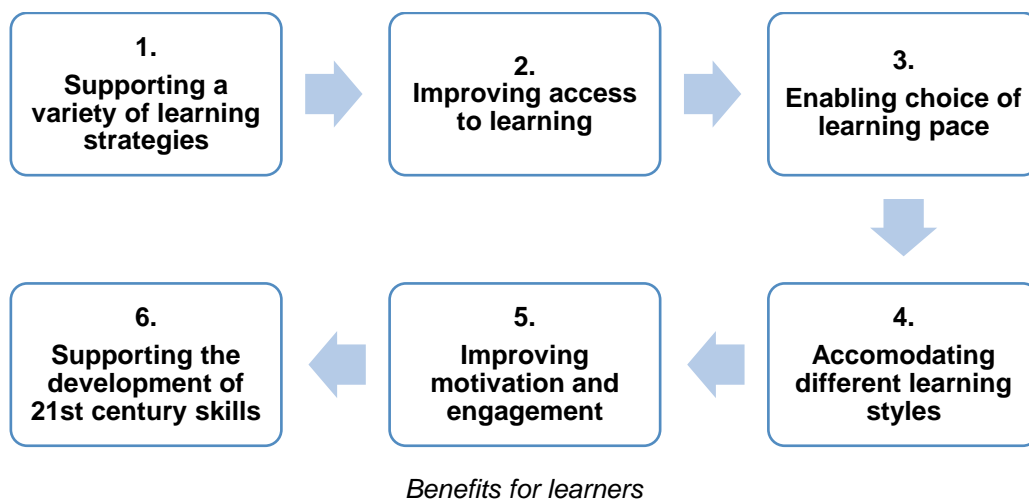 1.
Supporting a
variety of learning
strategies
2.
Improving access
to learning
3.
Enabling choice of
learning pace
4.
Accomodating
different learning
styles
5.
Improving
motivation and
engagement
6.
Supporting the
development of
21st century skills
Benefits for learners